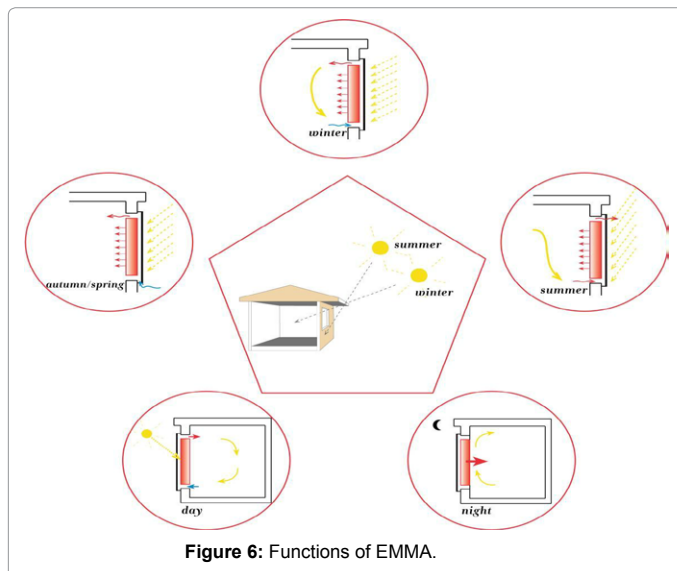 winter
autumn/spring
summer
winter
summer
day
night
Figure 6: Functions of EMMA.